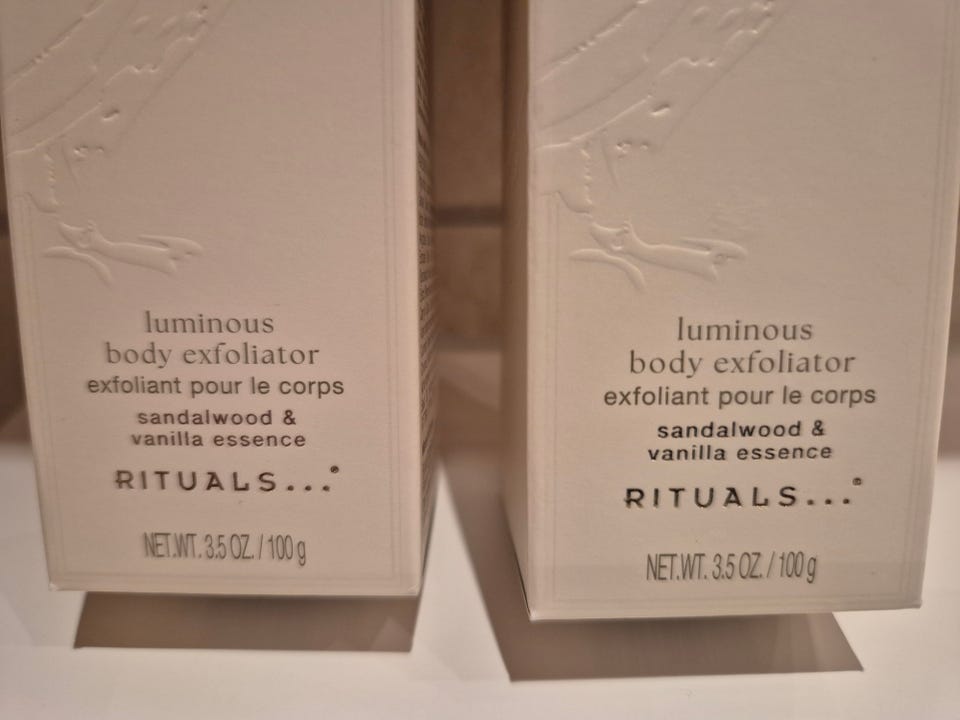 luminous
body exfoliator
exfoliant pour le corps
sandalwood &
vanilla essence
RITUALS...®
NET.WT. 3.5 OZ. / 100 g
luminous
body exfoliator
exfoliant pour le corps
sandalwood &
vanilla essence
RITUALS...®
NET.WT. 3.5 OZ. / 100 g